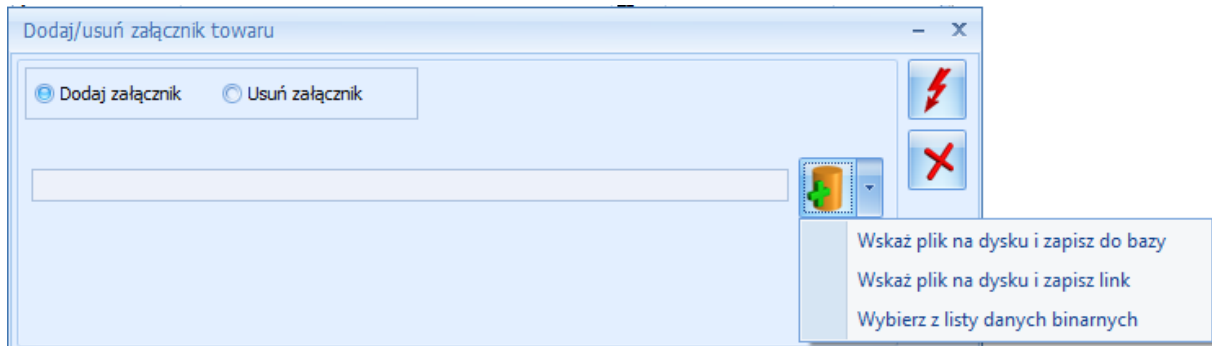 Dodaj/usuń załącznik towaru
Dodaj załącznik Usuń załącznik
Wskaż plik na dysku i zapisz do bazy
Wskaż plik na dysku i zapisz link
Wybierz z listy danych binarnych